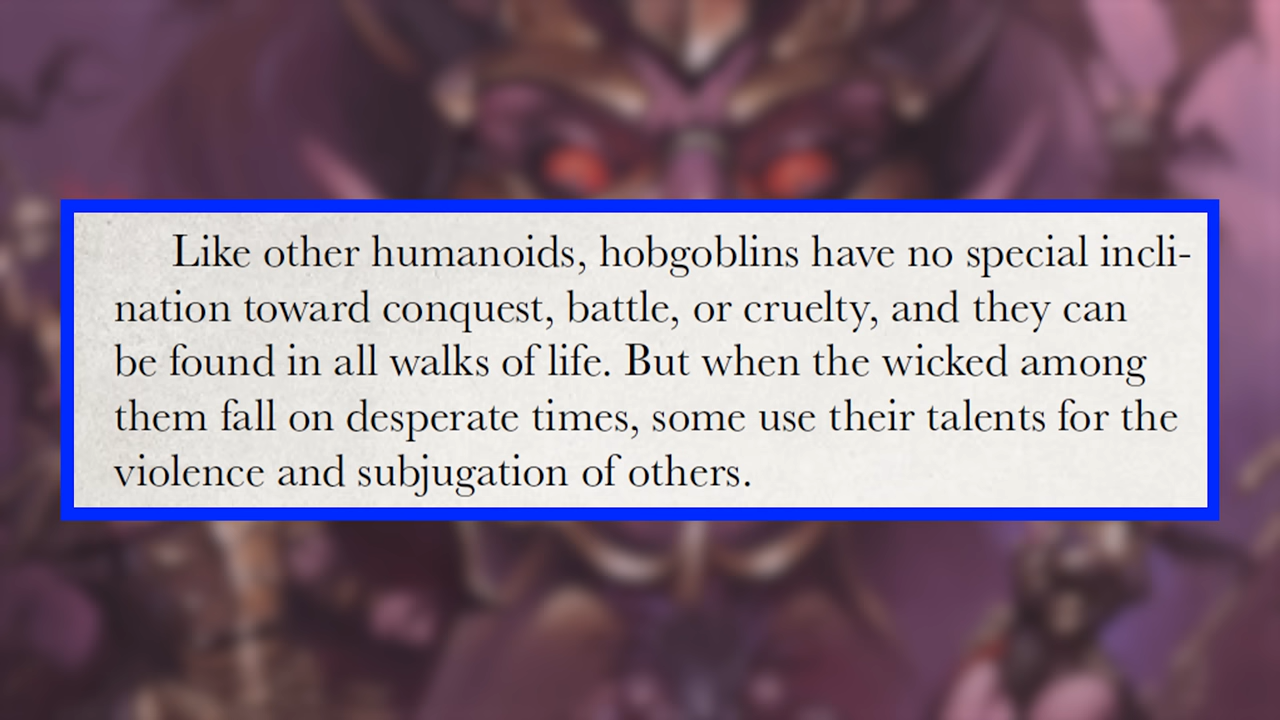 Like other humanoids, hobgoblins have no special incli-
nation toward conquest, battle, or cruelty, and they can
be found in all walks of life. But when the wicked among
them fall on desperate times, some use their talents for the
violence and subjugation of others.